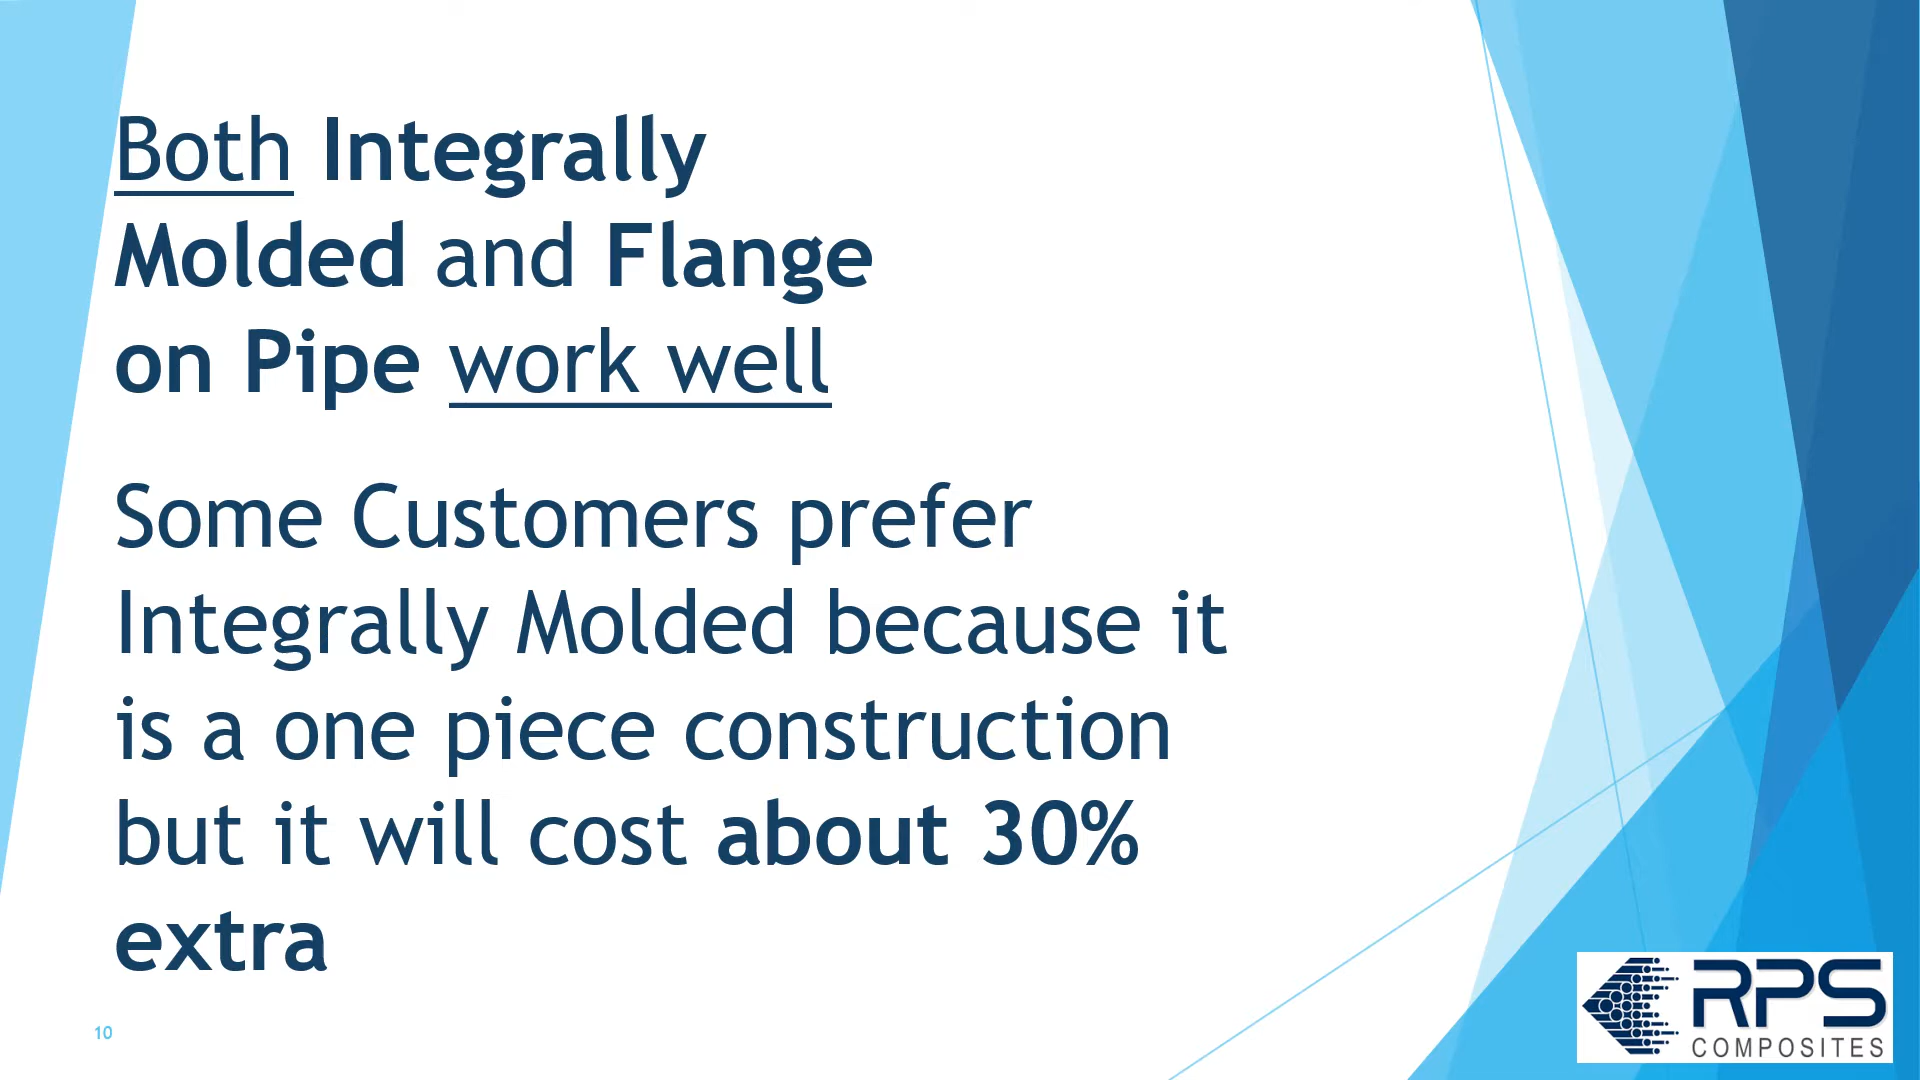 Both Integrally
Molded and Flange
on Pipe work well
Some Customers prefer
Integrally Molded because it
is a one piece construction
but it will cost about 30%
extra
10
RPS
COMPOSITES